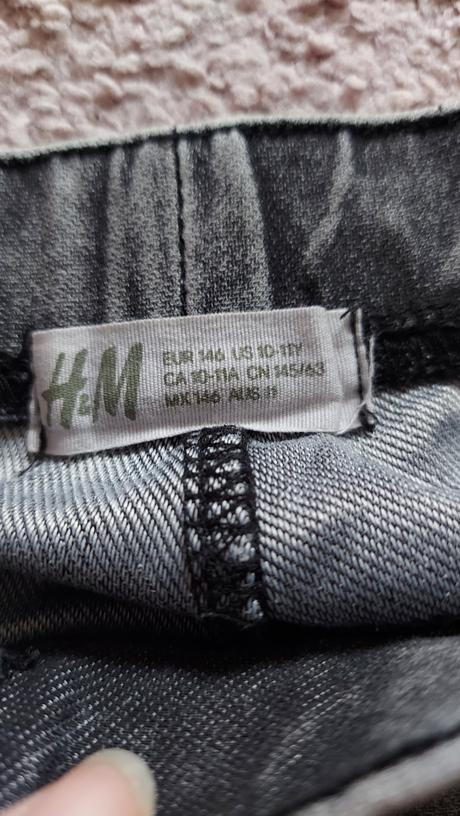 H&M
EUR 146 US 10-11Y
CA 10-11A CN 145/63
MX 146 AUS 11